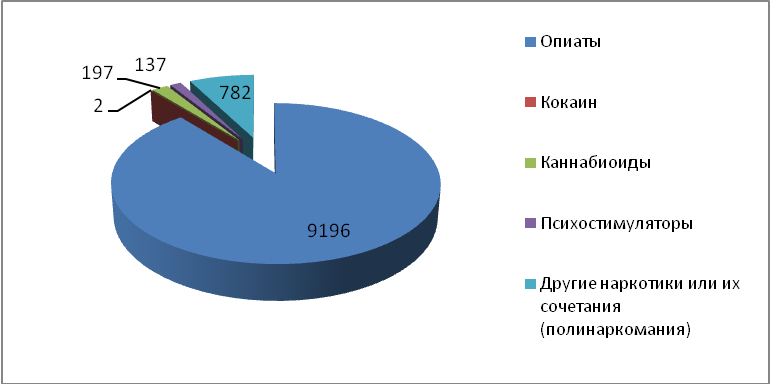 197
137
2
782
9196
Опиаты
Кокаин
Каннабиоиды
Психостимуляторы
Другие наркотики или их
сочетания
(полинаркомания)